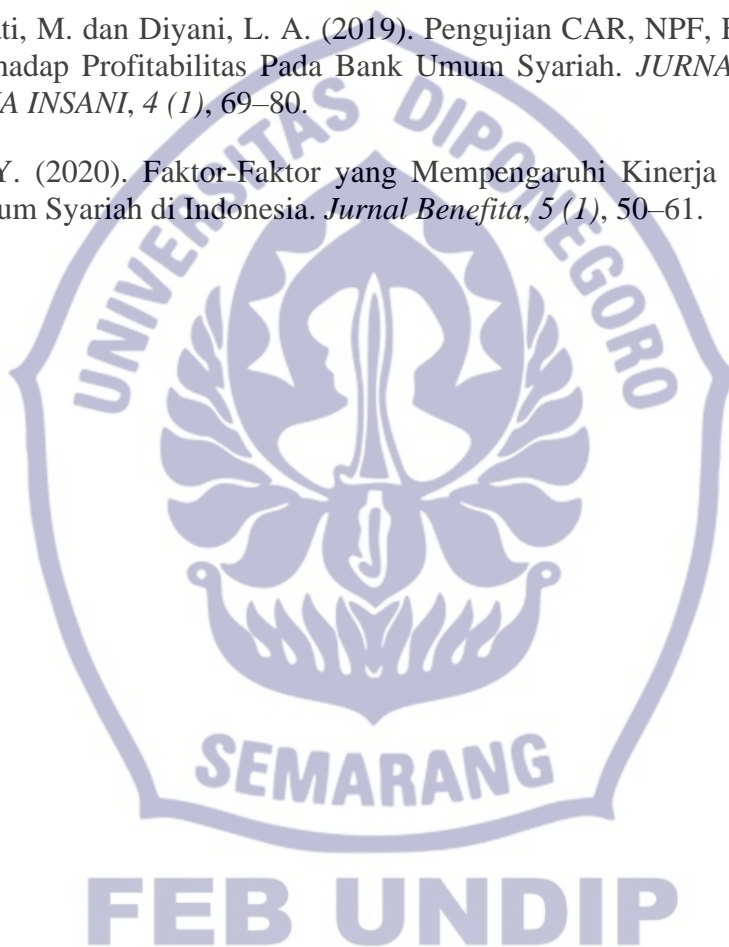 ati, M. dan Diyani, L. A. (2019). Pengujian CAR, NPF,
hadap Profitabilitas Pada Bank Umum Syariah. JURNA
A INSANI, 4 (1), 69–80.
Y. (2020). Faktor-Faktor yang Mempengaruhi Kinerja
um Syariah di Indonesia. Jurnal Benefita, 5 (1), 50–61.
UNIVERSITAS DIPONEGORO
SEMARANG
FEB UNDIP